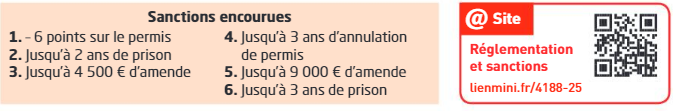 Sanctions encourues
1. - 6 points sur le permis
2. Jusqu'à 2 ans de prison
3. Jusqu'à 4 500 € d'amende
4. Jusqu'à 3 ans d'annulation
de permis
5. Jusqu'à 9 000 € d'amende
6. Jusqu'à 3 ans de prison
@ Site
Réglementation
et sanctions
lienmini.fr/4188-25